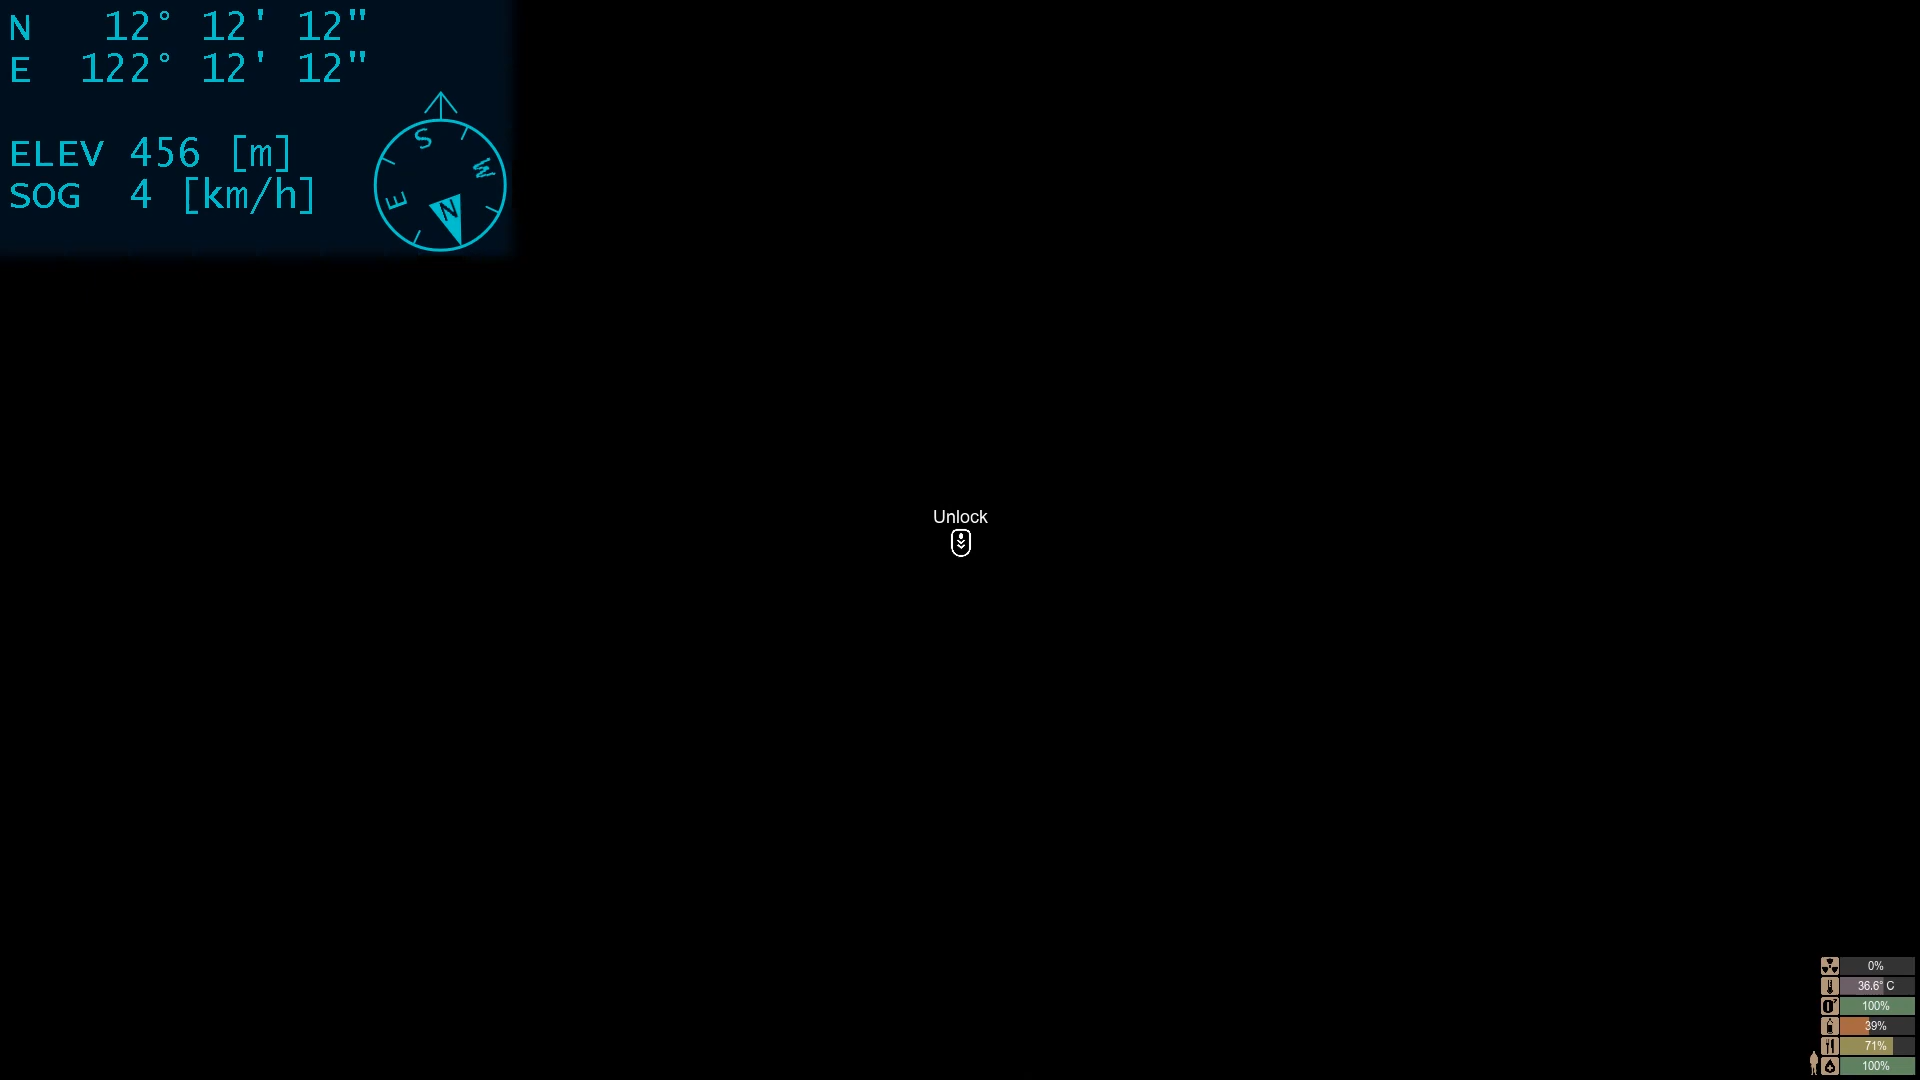 N 12° 12' 12"
E 122° 12' 12"
ELEV 456 [m]
SOG 4 [km/h]
S
W
E
N
Unlock
0%
36.6° C
100%
39%
71%
100%